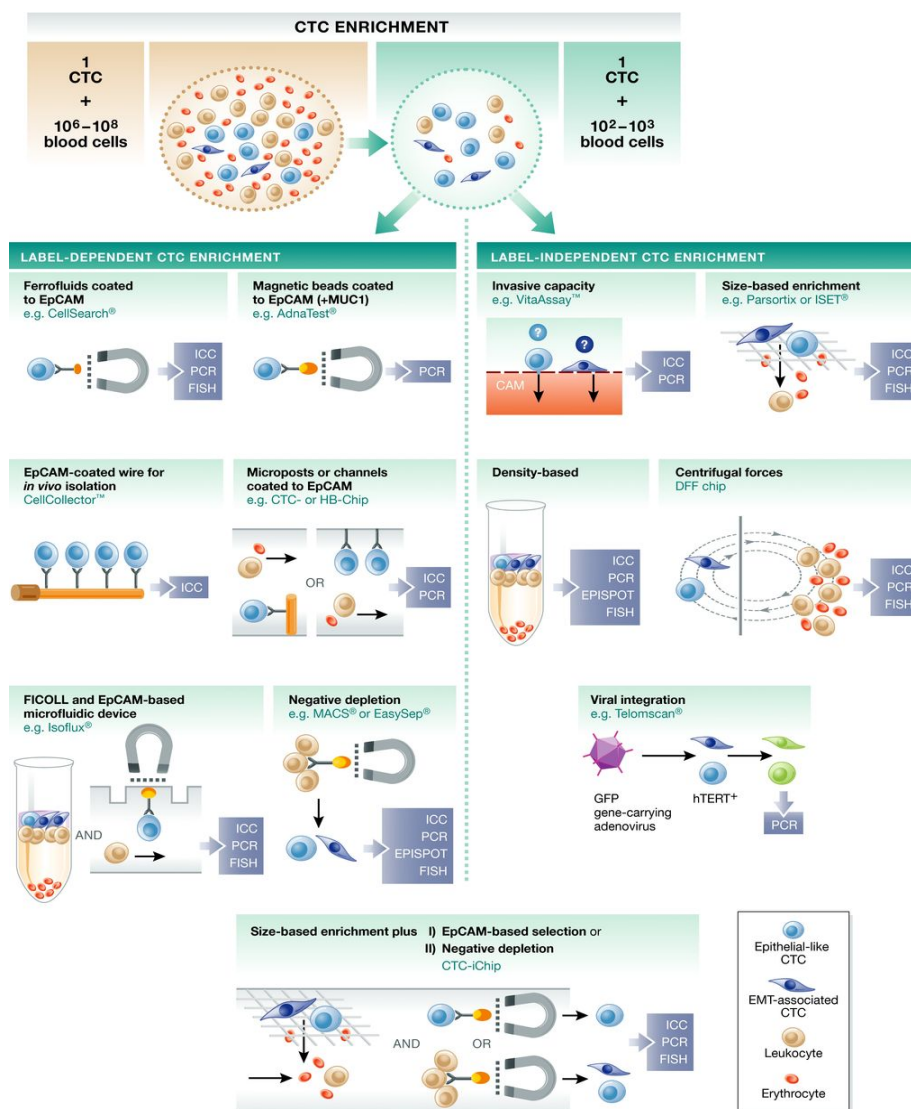 CTC ENRICHMENT
1
CTC
+
10⁶–10⁸
blood cells
1
CTC
+
10²–10³
blood cells
LABEL-DEPENDENT CTC ENRICHMENT
Ferrofluids coated
to EpCAM
e.g. CellSearch®
ICC
PCR
FISH
Magnetic beads coated
to EpCAM (+MUC1)
e.g. AdnaTest®
PCR
EpCAM-coated wire for
in vivo isolation
CellCollector™
ICC
Microposts or channels
coated to EpCAM
e.g. CTC- or HB-Chip
OR
ICC
PCR
FICOLL and EpCAM-based
microfluidic device
e.g. Isoflux®
AND
ICC
PCR
FISH
Negative depletion
e.g. MACS® or EasySep®
ICC
PCR
EPISPOT
FISH
LABEL-INDEPENDENT CTC ENRICHMENT
Invasive capacity
e.g. VitaAssay™
?
?
CAM
ICC
PCR
Size-based enrichment
e.g. Parsortix or ISET®
ICC
PCR
FISH
Density-based
ICC
PCR
EPISPOT
FISH
Centrifugal forces
DFF chip
ICC
PCR
FISH
Viral integration
e.g. Telomscan®
GFP
gene-carrying
adenovirus
hTERT⁺
PCR
Size-based enrichment plus I) EpCAM-based selection or
II) Negative depletion
CTC-iChip
AND
OR
ICC
PCR
FISH
Epithelial-like
CTC
EMT-associated
CTC
Leukocyte
Erythrocyte